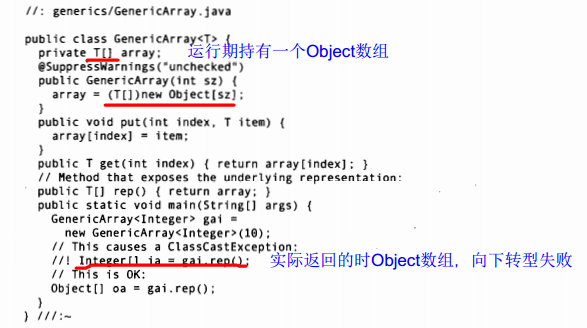 //: generics/GenericArray.java
public class GenericArray<T> {
private T[] array; 运行期持有一个Object数组
@SuppressWarnings("unchecked")
public GenericArray(int sz) {
array = (T[])new Object[sz];
}
public void put(int index, T item) {
array[index] = item;
}
public T get(int index) { return array[index]; }
// Method that exposes the underlying representation:
public T[] rep() { return array; }
public static void main(String[] args) {
GenericArray<Integer> gai =
new GenericArray<Integer>(10);
// This causes a ClassCastException:
//! Integer[] ia = gai.rep(); 实际返回的时Object数组，向下转型失败
// This is OK:
Object[] oa = gai.rep();
}
} ///:~